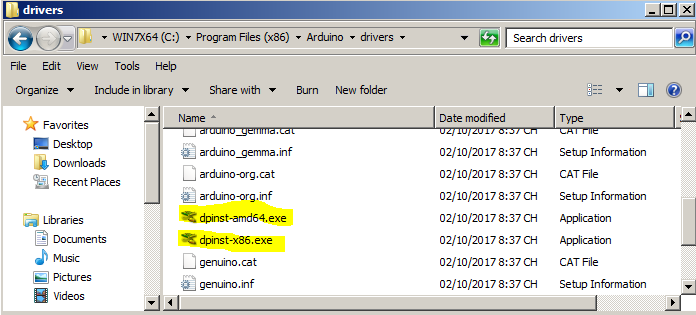 drivers
WIN7X64 (C:) Program Files (x86) Arduino drivers Search drivers
File Edit View Tools Help
Organize Include in library Share with Burn New folder
Favorites
Desktop
Downloads
Recent Places
Libraries
Documents
Music
Pictures
Videos
Name Date modified Type
arduino_gemma.cat 02/10/2017 8:37 CH CAT File
arduino_gemma.inf 02/10/2017 8:37 CH Setup Information
arduino-org.cat 02/10/2017 8:37 CH CAT File
arduino-org.inf 02/10/2017 8:37 CH Setup Information
dpinst-amd64.exe 02/10/2017 8:37 CH Application
dpinst-x86.exe 02/10/2017 8:37 CH Application
genuino.cat 02/10/2017 8:37 CH CAT File
genuino.inf 02/10/2017 8:37 CH Setup Information